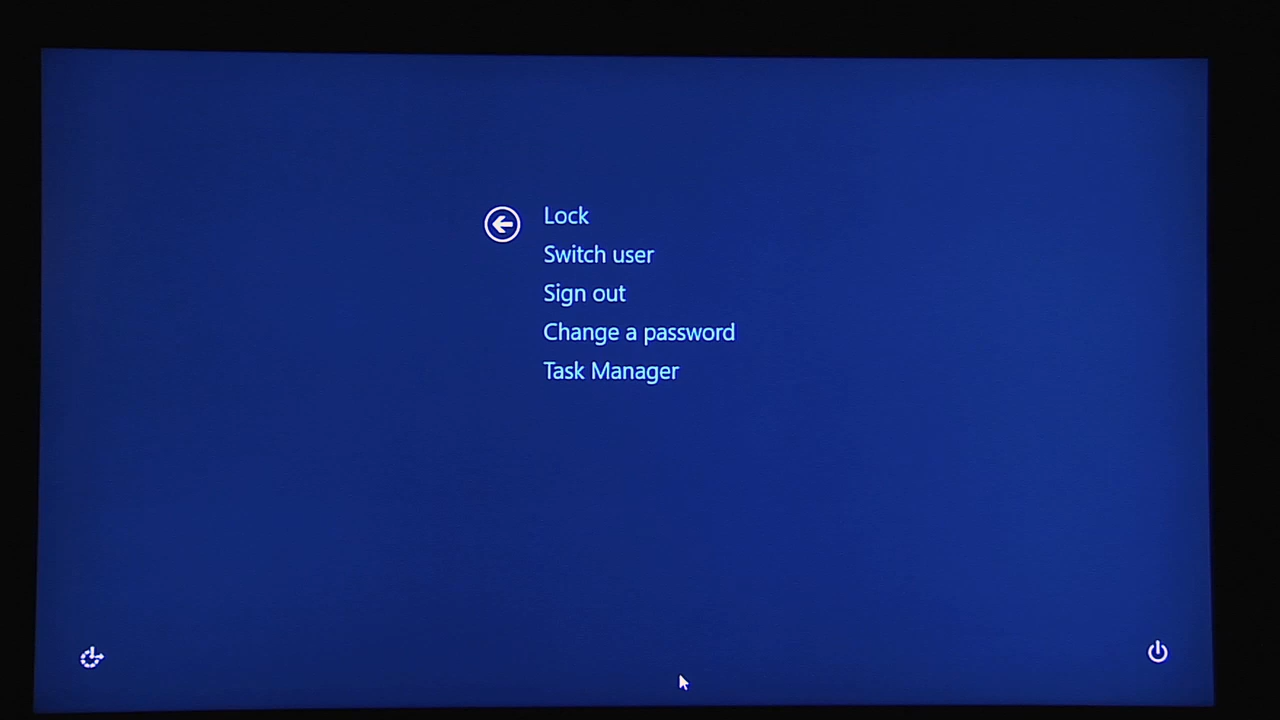 Lock
Switch user
Sign out
Change a password
Task Manager